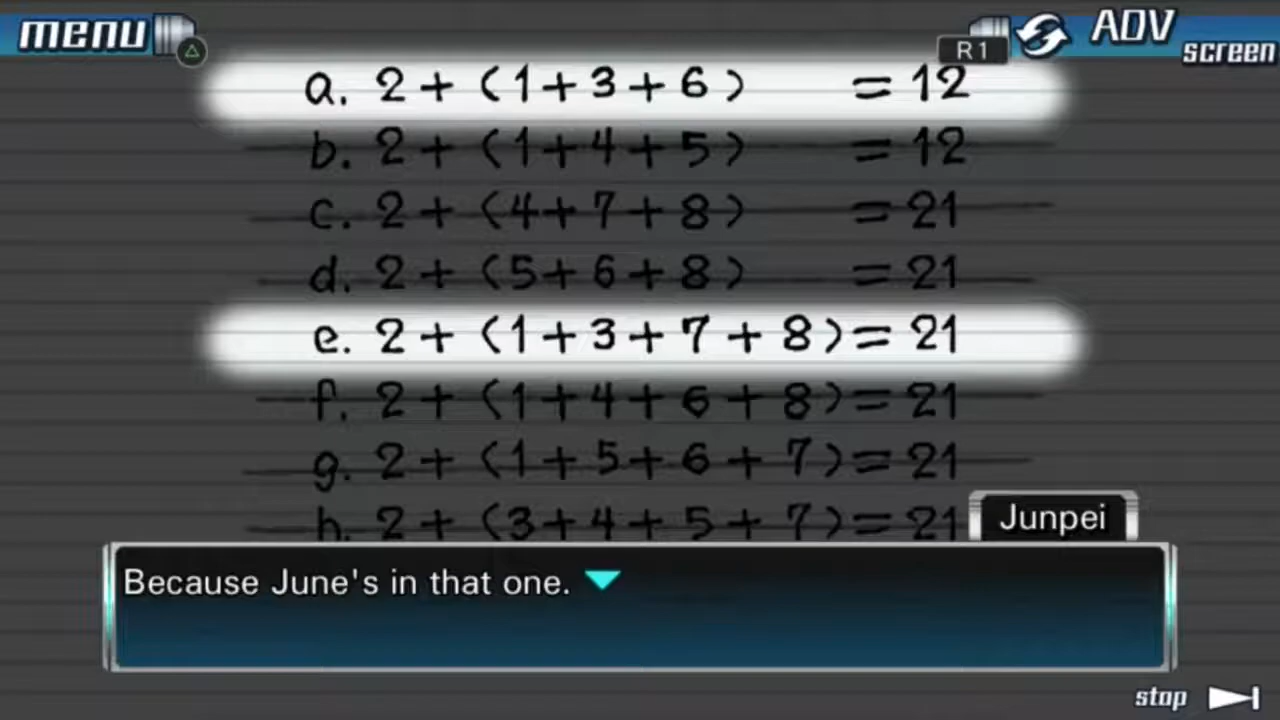 menu
R1 ADV screen
a. 2 + (1 + 3 + 6) = 12
b. 2 + (1 + 4 + 5) = 12
c. 2 + (4 + 7 + 8) = 21
d. 2 + (5 + 6 + 8) = 21
e. 2 + (1 + 3 + 7 + 8) = 21
f. 2 + (1 + 4 + 6 + 8) = 21
g. 2 + (1 + 5 + 6 + 7) = 21
h. 2 + (3 + 4 + 5 + 7) = 21
Junpei
Because June's in that one.
stop